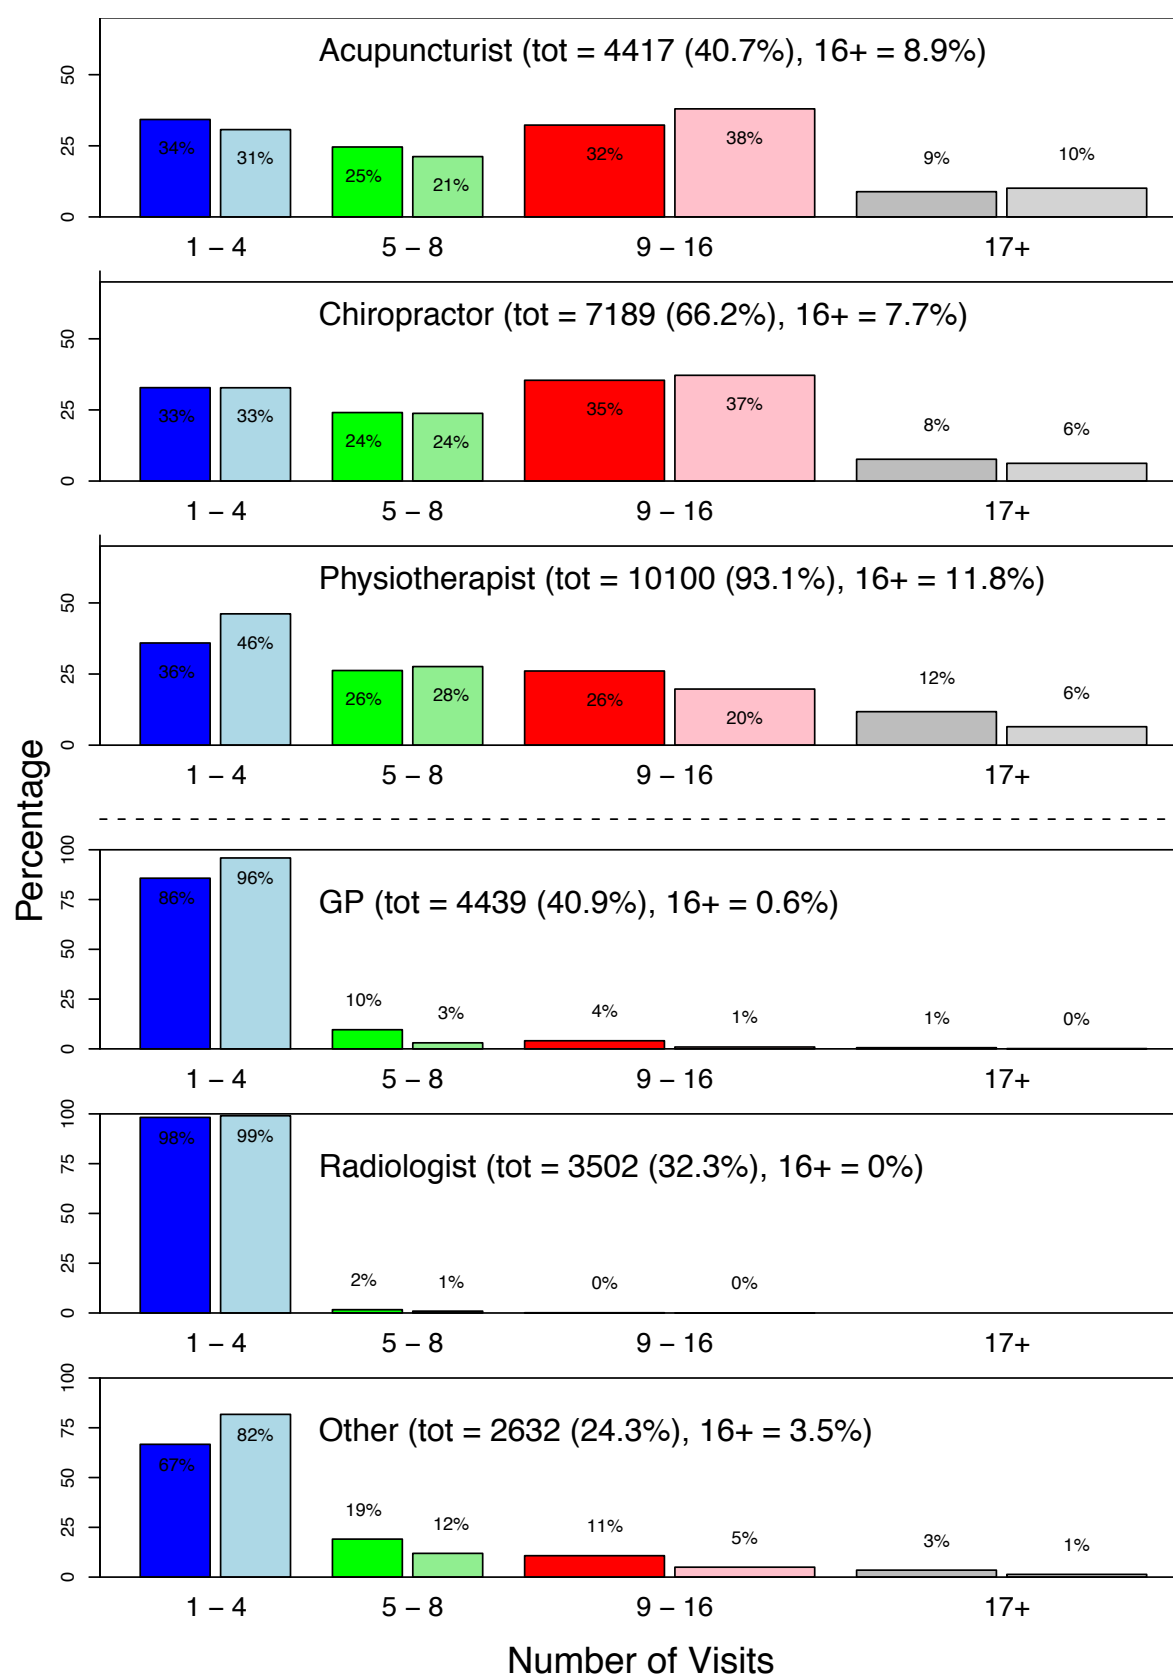 Acupuncturist (tot = 4417 (40.7%), 16+ = 8.9%)
50
25
0
34%
31%
25%
21%
32%
38%
9%
10%
1 – 4
5 – 8
9 – 16
17+
Chiropractor (tot = 7189 (66.2%), 16+ = 7.7%)
50
25
0
33%
33%
24%
24%
35%
37%
8%
6%
1 – 4
5 – 8
9 – 16
17+
Physiotherapist (tot = 10100 (93.1%), 16+ = 11.8%)
50
25
0
36%
46%
26%
28%
26%
20%
12%
6%
1 – 4
5 – 8
9 – 16
17+
Percentage
GP (tot = 4439 (40.9%), 16+ = 0.6%)
100
75
50
25
0
86%
96%
10%
3%
4%
1%
1%
0%
1 – 4
5 – 8
9 – 16
17+
Radiologist (tot = 3502 (32.3%), 16+ = 0%)
100
75
50
25
0
98%
99%
2%
1%
0%
0%
1 – 4
5 – 8
9 – 16
17+
Other (tot = 2632 (24.3%), 16+ = 3.5%)
100
75
50
25
0
67%
82%
19%
12%
11%
5%
3%
1%
1 – 4
5 – 8
9 – 16
17+
Number of Visits